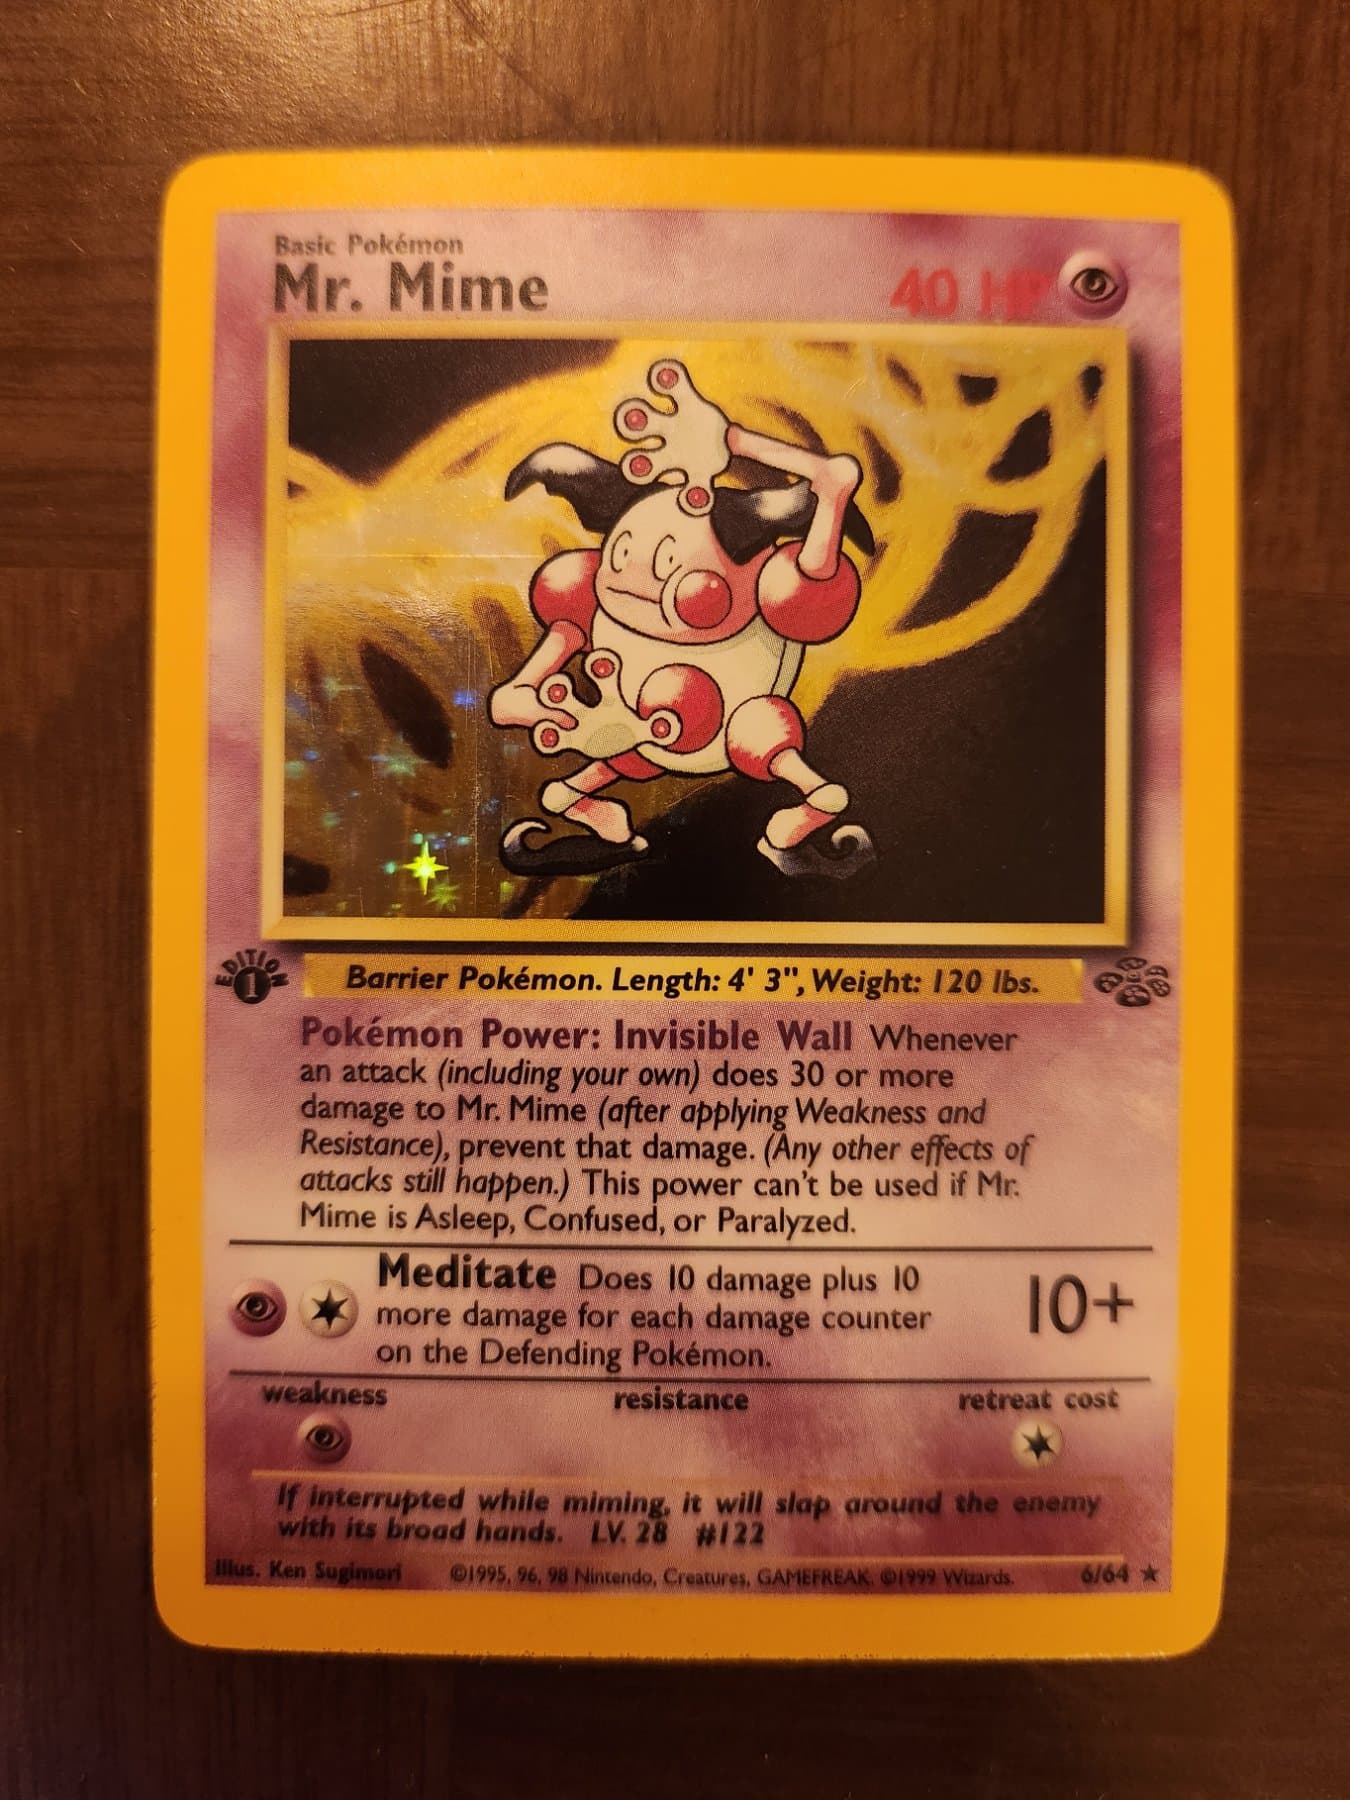 Basic Pokémon
Mr. Mime 40 HP
EDITION
1
Barrier Pokémon. Length: 4' 3", Weight: 120 lbs.
Pokémon Power: Invisible Wall Whenever
an attack (including your own) does 30 or more
damage to Mr. Mime (after applying Weakness and
Resistance), prevent that damage. (Any other effects of
attacks still happen.) This power can't be used if Mr.
Mime is Asleep, Confused, or Paralyzed.
Meditate Does 10 damage plus 10
more damage for each damage counter
on the Defending Pokémon.
10+
weakness resistance retreat cost
If interrupted while miming, it will slap around the enemy
with its broad hands. LV. 28 #122
Illus. Ken Sugimori ©1995, 96, 98 Nintendo, Creatures, GAMEFREAK. ©1999 Wizards. 6/64 ★